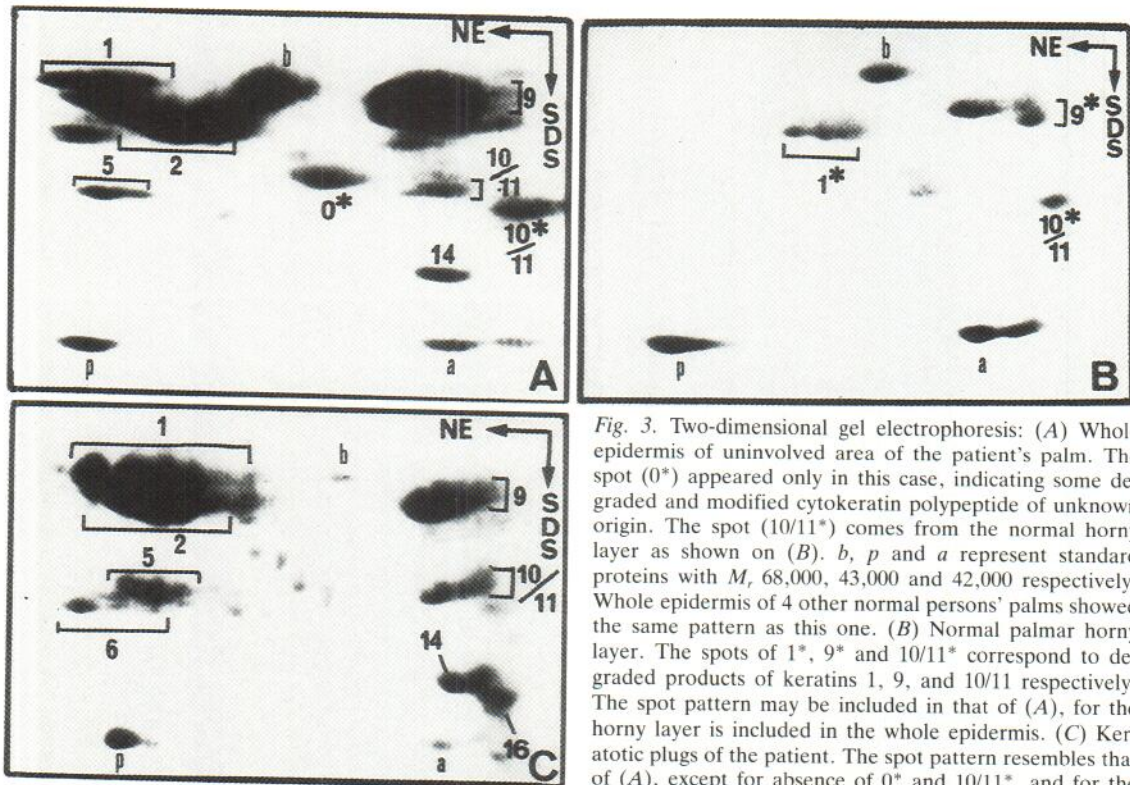 1
b
NE
9
SDS
2
5
10/11
0*
10*/11
14
p
a
A
b
NE
9*
SDS
1*
10*/11
p
a
B
1
NE
b
9
SDS
2
5
10/11
6
14
16
p
a
C
Fig. 3. Two-dimensional gel electrophoresis: (A) Whol
epidermis of uninvolved area of the patient's palm. Th
spot (0*) appeared only in this case, indicating some de
graded and modified cytokeratin polypeptide of unknown
origin. The spot (10/11*) comes from the normal horn
layer as shown on (B). b, p and a represent standard
proteins with Mr 68,000, 43,000 and 42,000 respectively
Whole epidermis of 4 other normal persons' palms showed
the same pattern as this one. (B) Normal palmar horn
layer. The spots of 1*, 9* and 10/11* correspond to de
graded products of keratins 1, 9, and 10/11 respectively
The spot pattern may be included in that of (A), for the
horny layer is included in the whole epidermis. (C) Ker
atotic plugs of the patient. The spot pattern resembles tha
of (A), except for absence of 0* and 10/11*, and for the